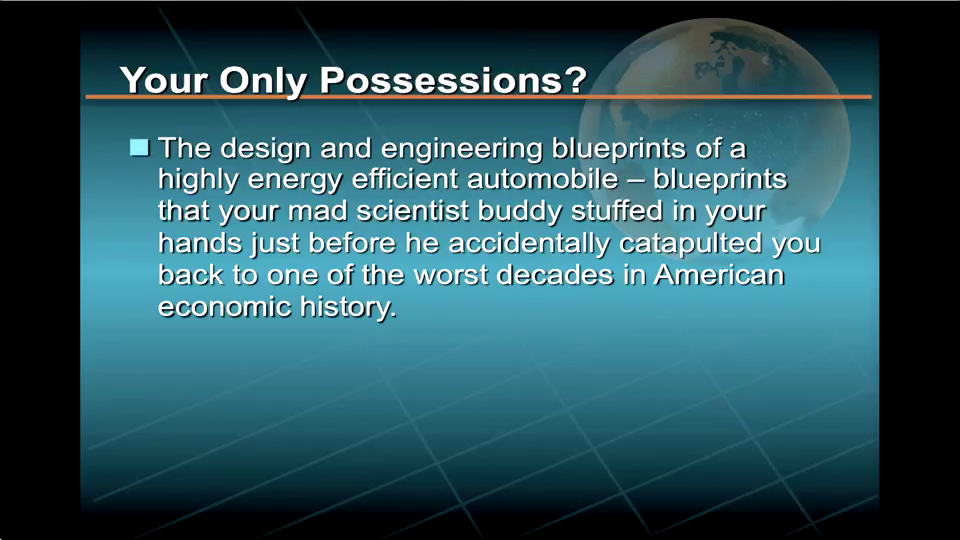 Your Only Possessions?
The design and engineering blueprints of a
highly energy efficient automobile – blueprints
that your mad scientist buddy stuffed in your
hands just before he accidentally catapulted you
back to one of the worst decades in American
economic history.